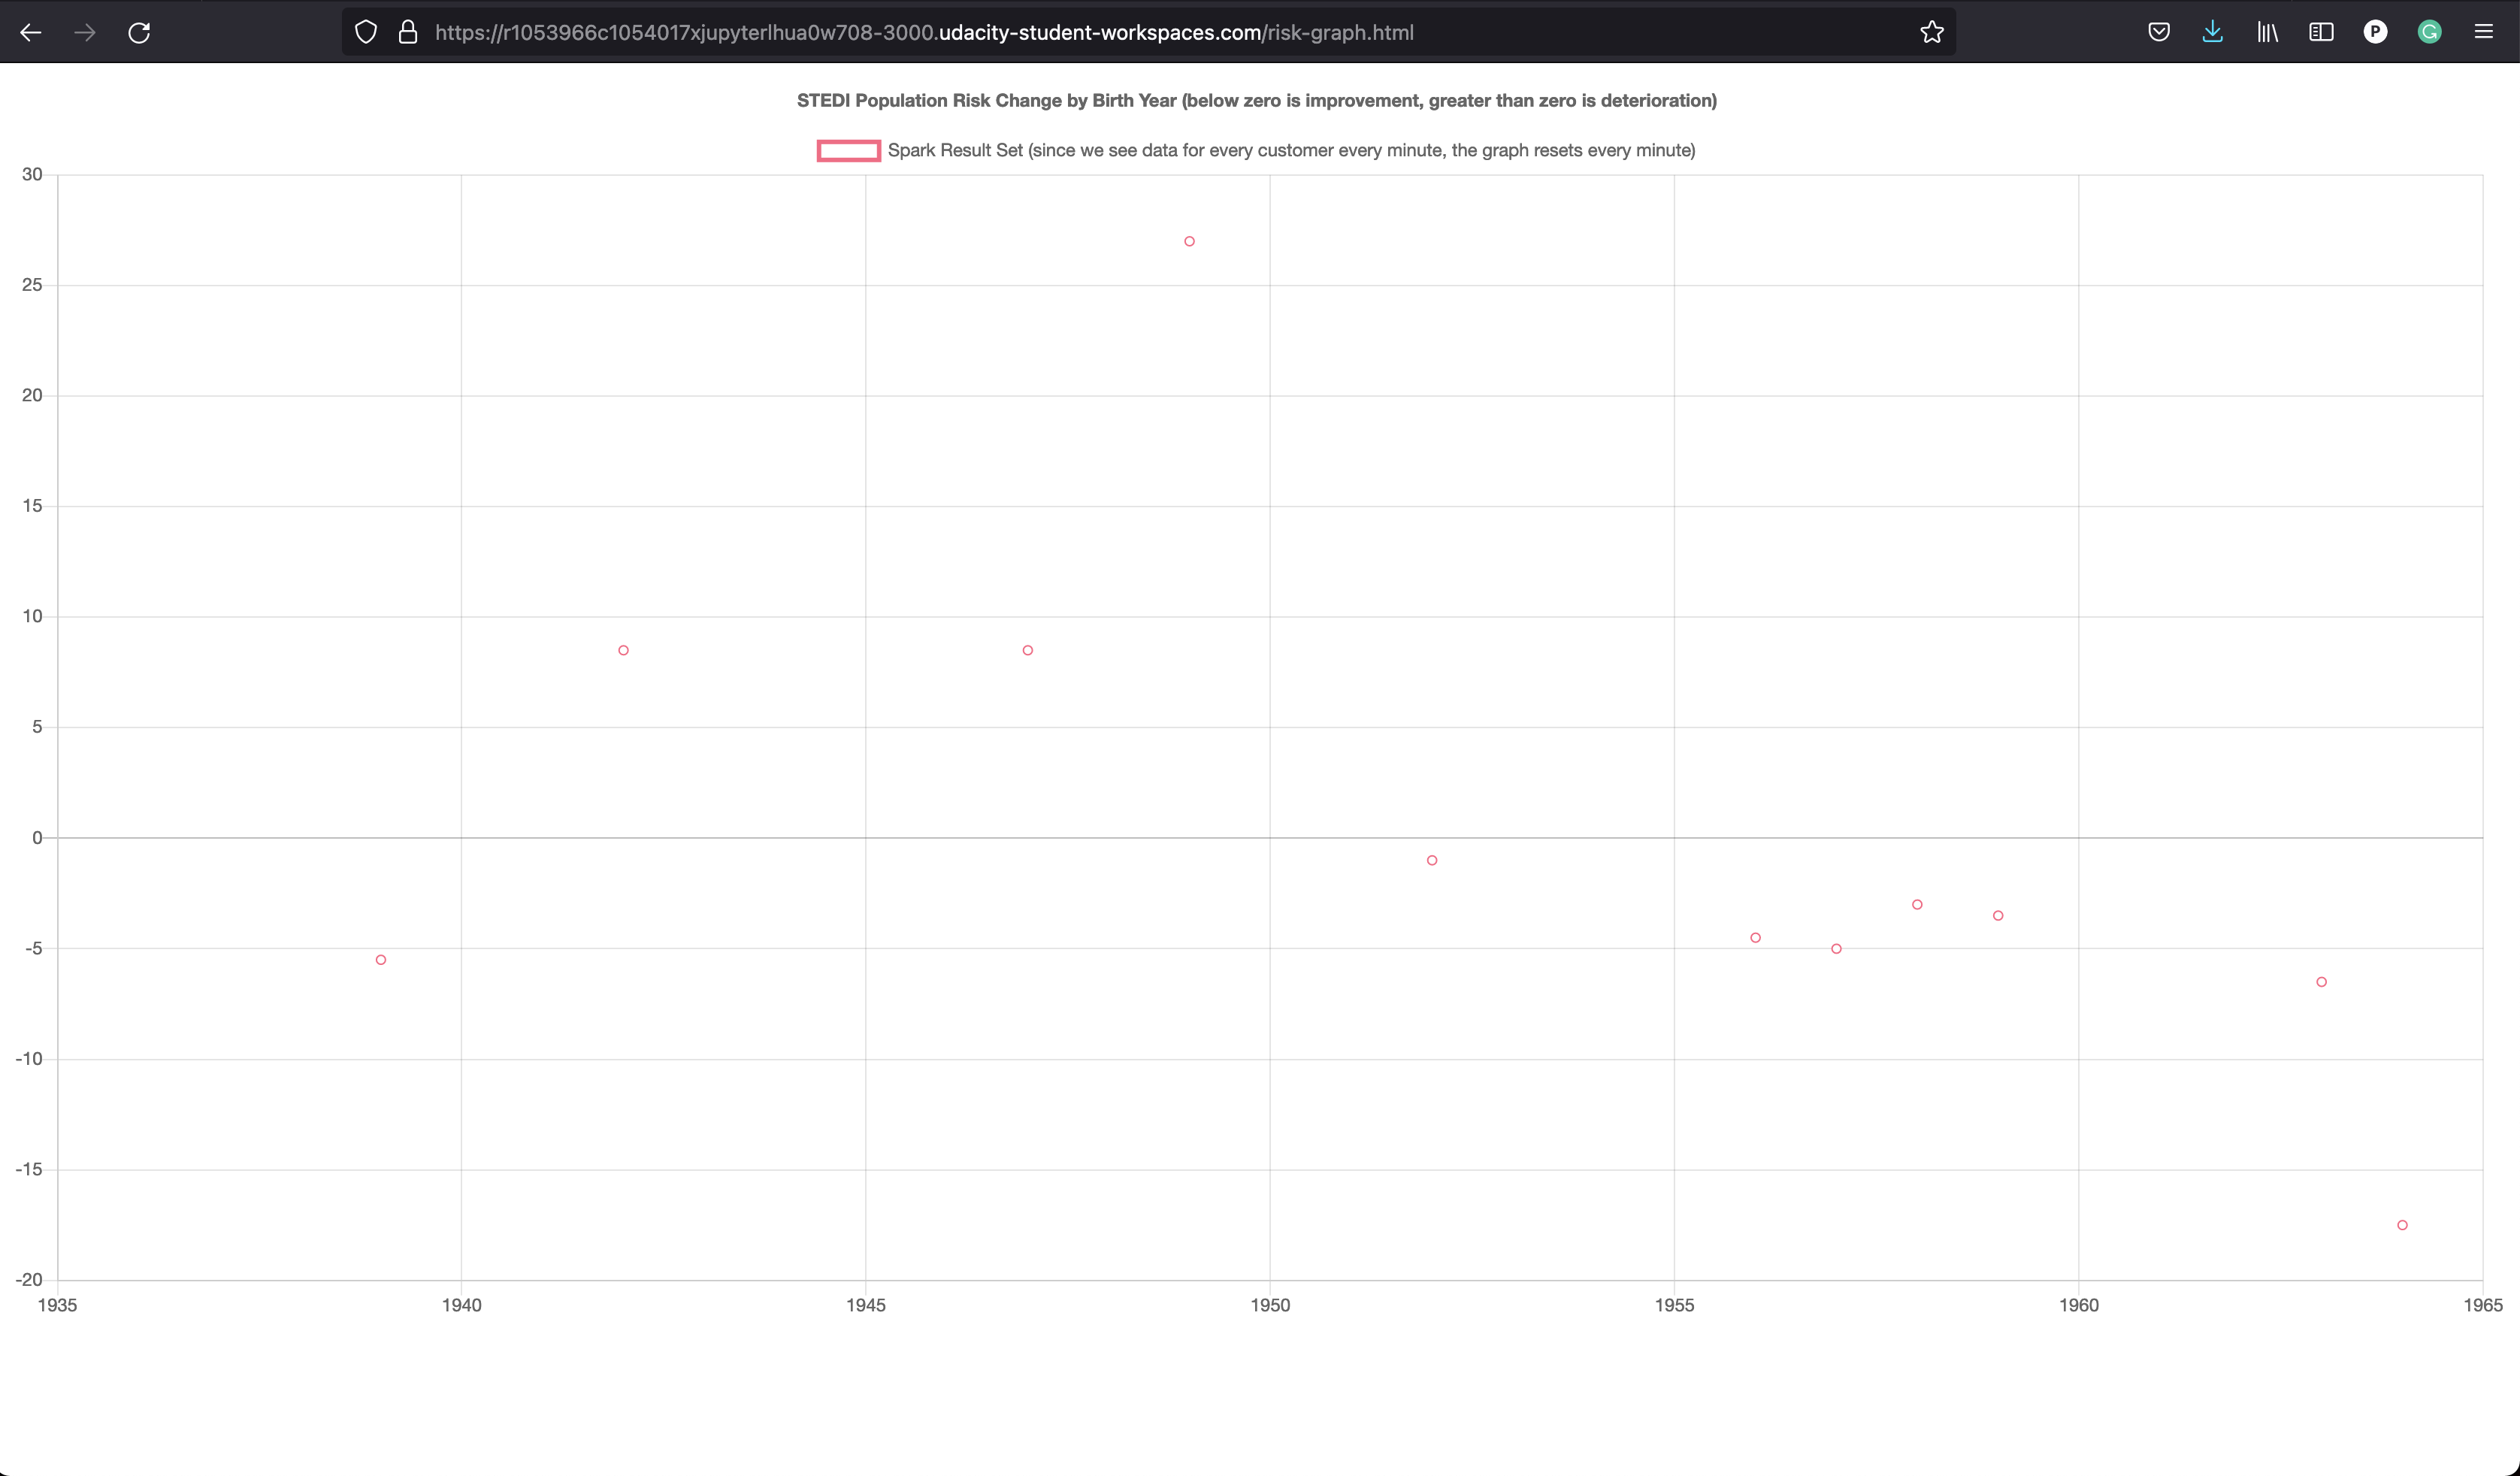 https://r1053966c1054017xjupyterlhua0w708-3000.udacity-student-workspaces.com/risk-graph.html
P
G
STEDI Population Risk Change by Birth Year (below zero is improvement, greater than zero is deterioration)
Spark Result Set (since we see data for every customer every minute, the graph resets every minute)
30
25
20
15
10
5
0
-5
-10
-15
-20
1935 1940 1945 1950 1955 1960 1965